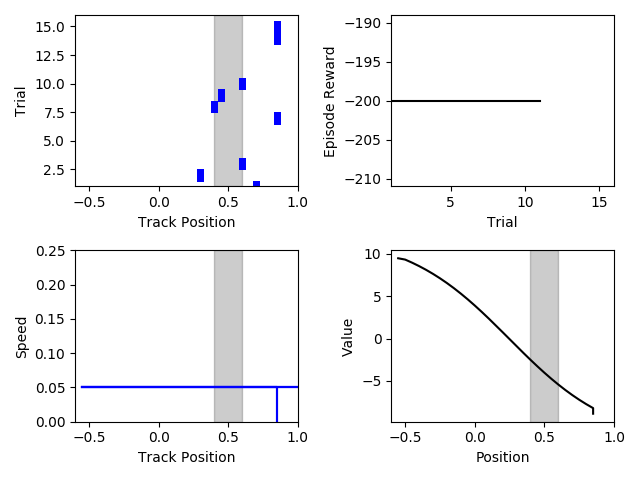 15.0
12.5
10.0
7.5
5.0
2.5
Trial
−0.5 0.0 0.5 1.0
Track Position
−190
−195
−200
−205
−210
Episode Reward
5 10 15
Trial
0.25
0.20
0.15
0.10
0.05
0.00
Speed
−0.5 0.0 0.5 1.0
Track Position
10
5
0
−5
Value
−0.5 0.0 0.5 1.0
Position